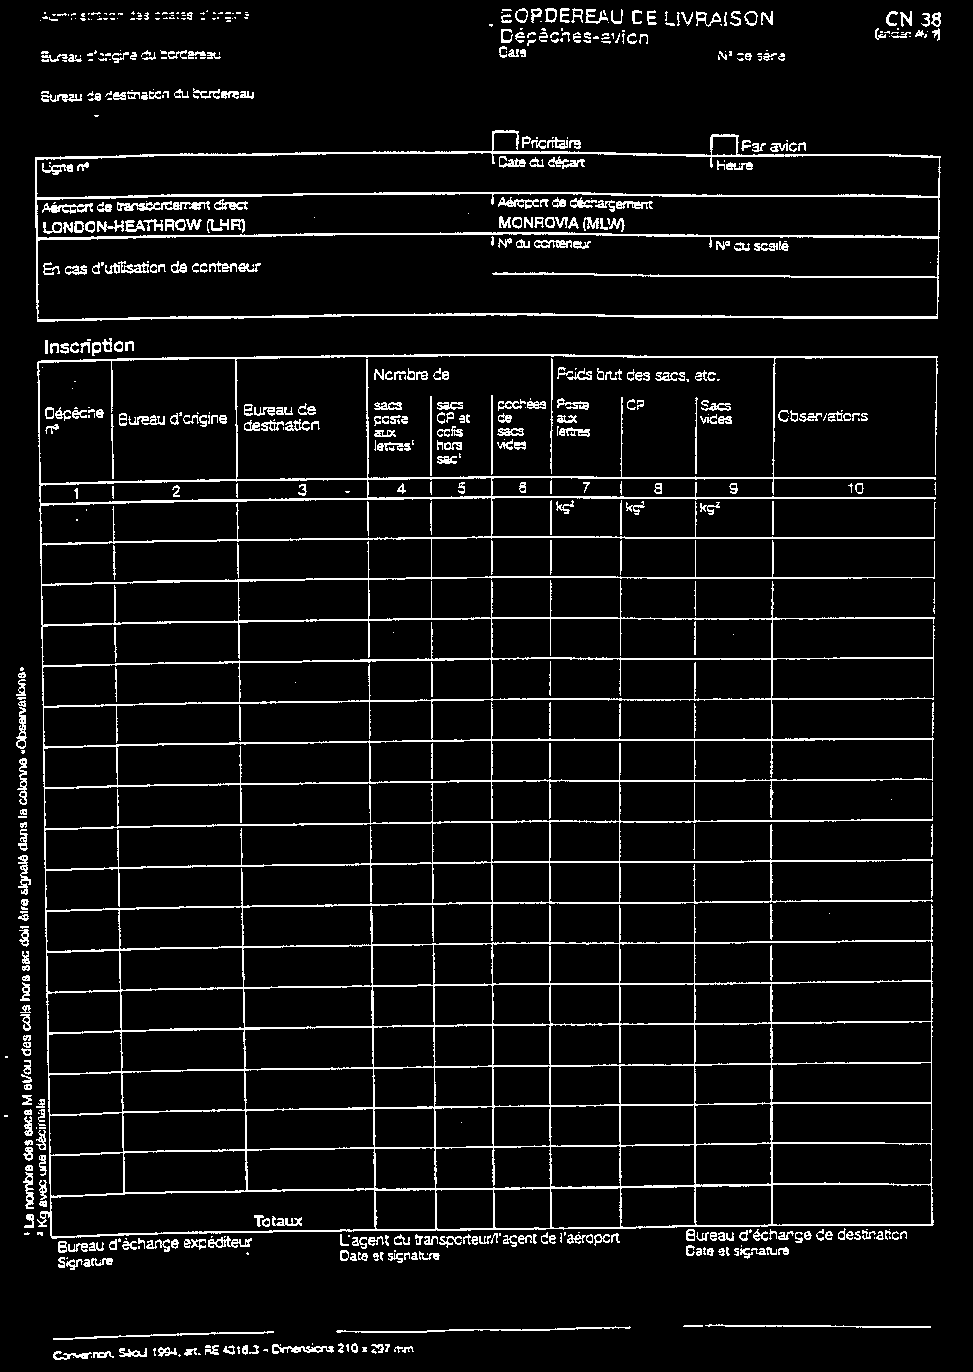 Administration des postes d'origine
BORDEREAU DE LIVRAISON
Dépêches-avion
CN 38
(ancien AV 7)
Date
N° de série
Bureau d'origine du bordereau
Bureau de destination du bordereau
Prioritaire
Par avion
Ligne n°
Date du départ
Heure
Aéroport de transbordement direct
LONDON-HEATHROW (LHR)
Aéroport de déchargement
MONROVIA (MLW)
En cas d'utilisation de conteneur
N° du conteneur
N° du scellé
Inscription
Dépêche n°
Bureau d'origine
Bureau de destination
Nombre de
sacs poste aux lettres¹
sacs CP et colis hors sac¹
pochées de sacs vides
Poids brut des sacs, etc.
Poste aux lettres
CP
Sacs vides
Observations
1 2 3 4 5 6 7 8 9 10
kg² kg² kg²
Totaux
¹ Le nombre des sacs M et/ou des colis hors sac doit être signalé dans la colonne «Observations»
² Kg avec une décimale
Bureau d'échange expéditeur
Signature
L'agent du transporteur/l'agent de l'aéroport
Date et signature
Bureau d'échange de destination
Date et signature
Convention, Séoul 1994, art. RE 4316.3 - Dimensions 210 x 297 mm